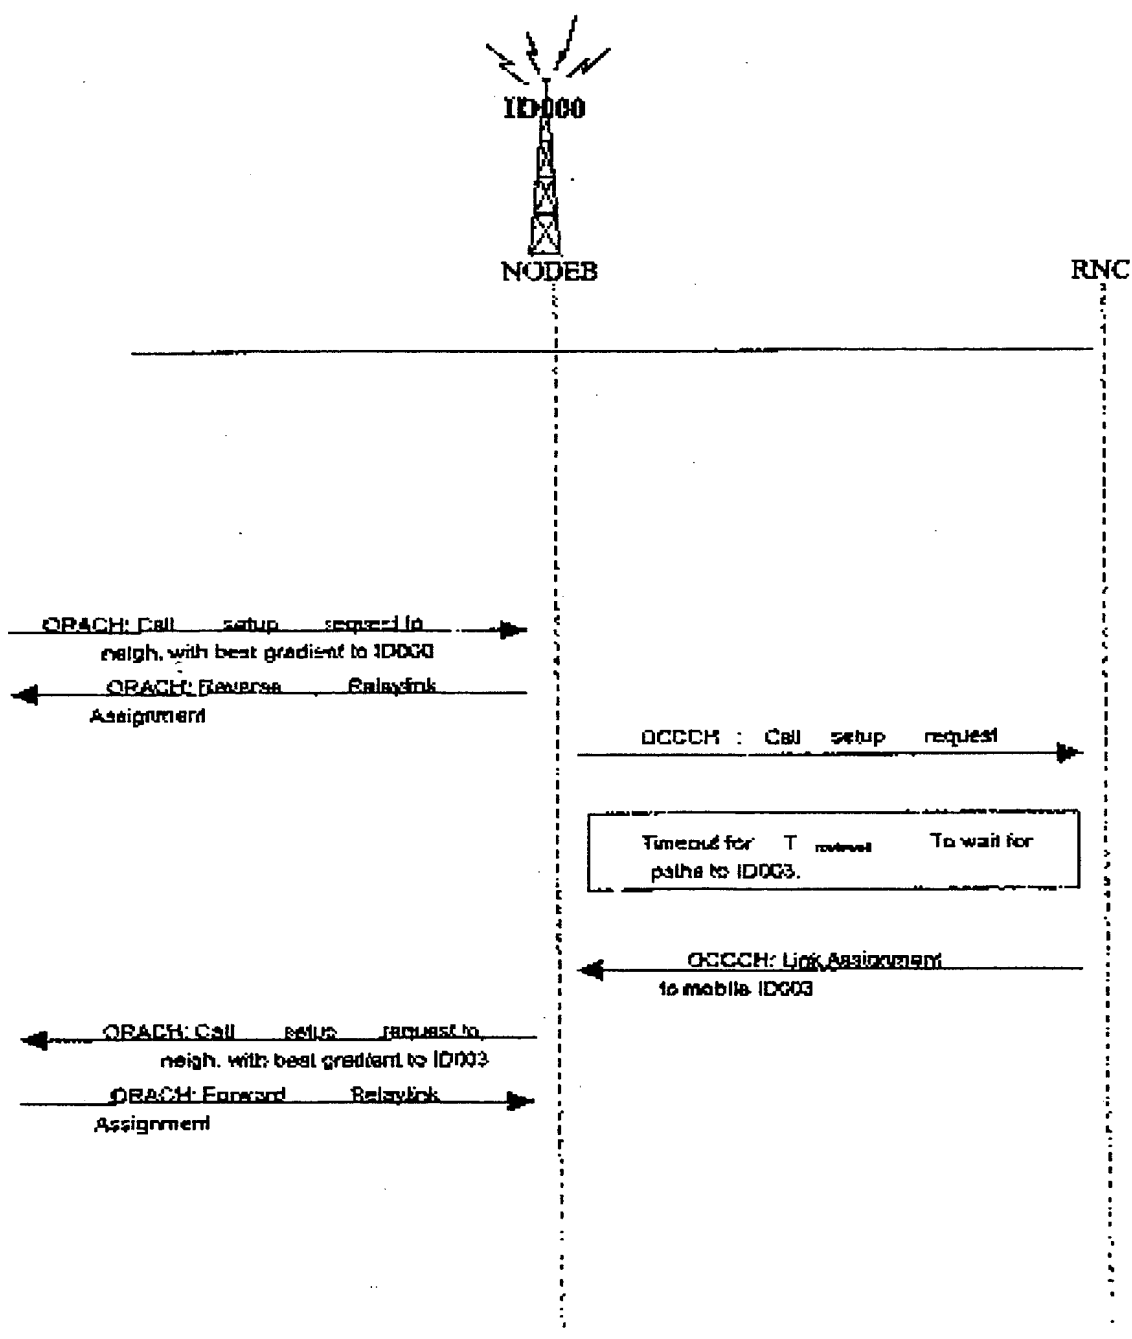 ID000
NODEB
RNC
ORACH: Call setup request to
neigh. with best gradient to ID000
ORACH: Reverse Relaylink
Assignment
OCCCH : Call setup request
Timeout for T To wait for
paths to ID003.
OCCCH: Link Assignment
to mobile ID003
ORACH: Call setup request to
neigh. with best gradient to ID003
ORACH: Forward Relaylink
Assignment